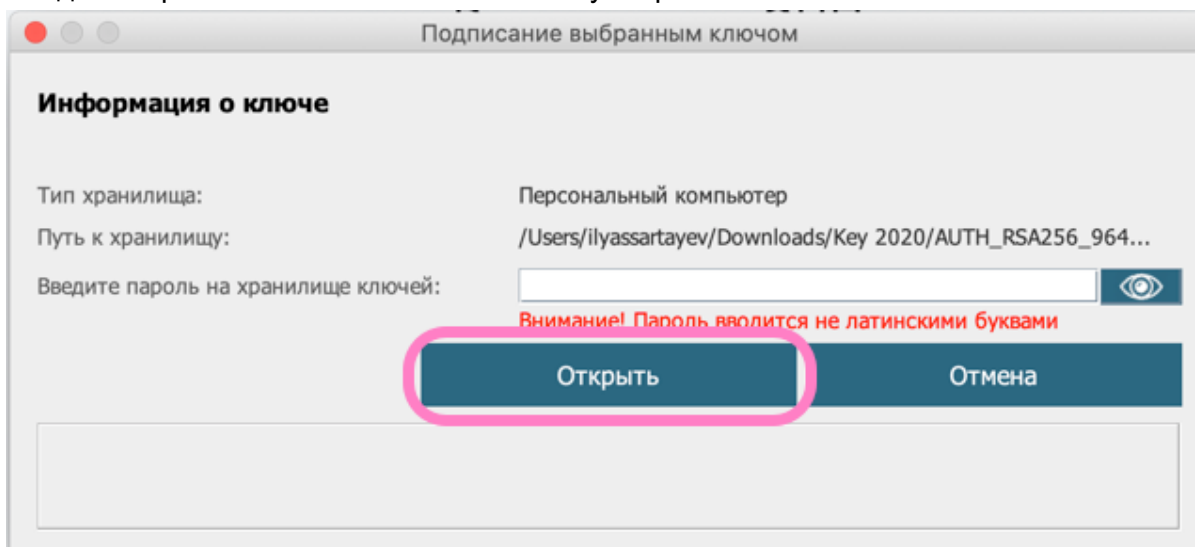 Подписание выбранным ключом
Информация о ключе
Тип хранилища: Персональный компьютер
Путь к хранилищу: /Users/ilyassartayev/Downloads/Key 2020/AUTH_RSA256_964...
Введите пароль на хранилище ключей:
Внимание! Пароль вводится не латинскими буквами
Открыть Отмена